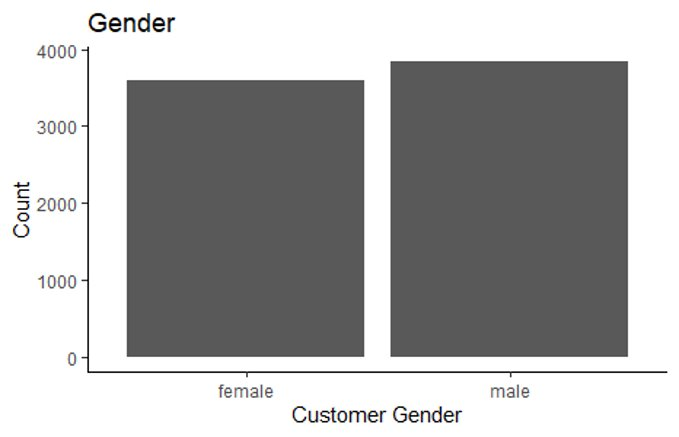 Gender
4000
3000
2000
1000
0
Count
female male
Customer Gender